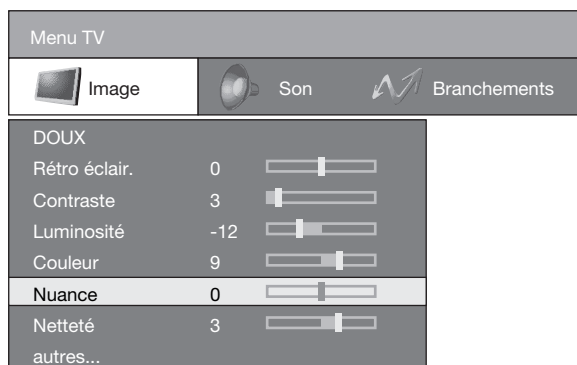 Menu TV
Image Son Branchements
DOUX
Rétro éclair. 0
Contraste 3
Luminosité -12
Couleur 9
Nuance 0
Netteté 3
autres...